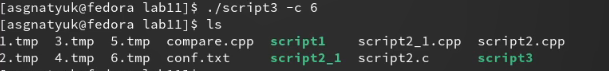 [asgnatyuk@fedora lab11]$ ./script3 -c 6
[asgnatyuk@fedora lab11]$ ls
1.tmp  3.tmp  5.tmp  compare.cpp  script1    script2_1.cpp  script2.cpp
2.tmp  4.tmp  6.tmp  conf.txt     script2_1  script2.c      script3